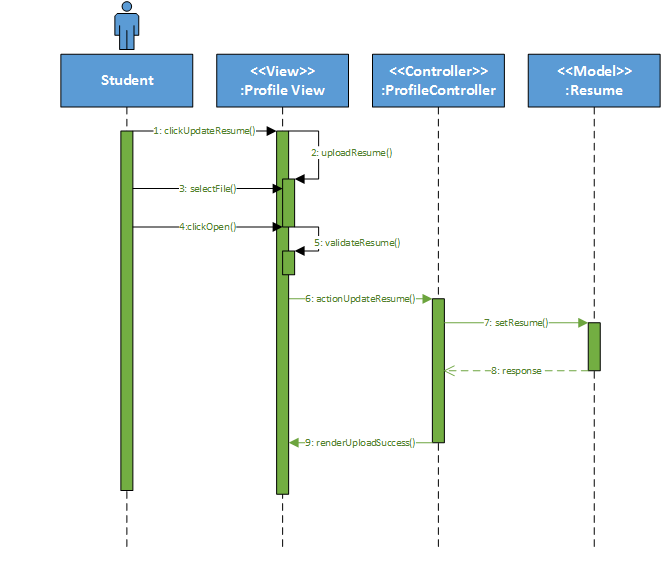 Student
<<View>>
:Profile View
<<Controller>>
:ProfileController
<<Model>>
:Resume
1: clickUpdateResume()
2: uploadResume()
3: selectFile()
4:clickOpen()
5: validateResume()
6: actionUpdateResume()
7: setResume()
8: response
9: renderUploadSuccess()